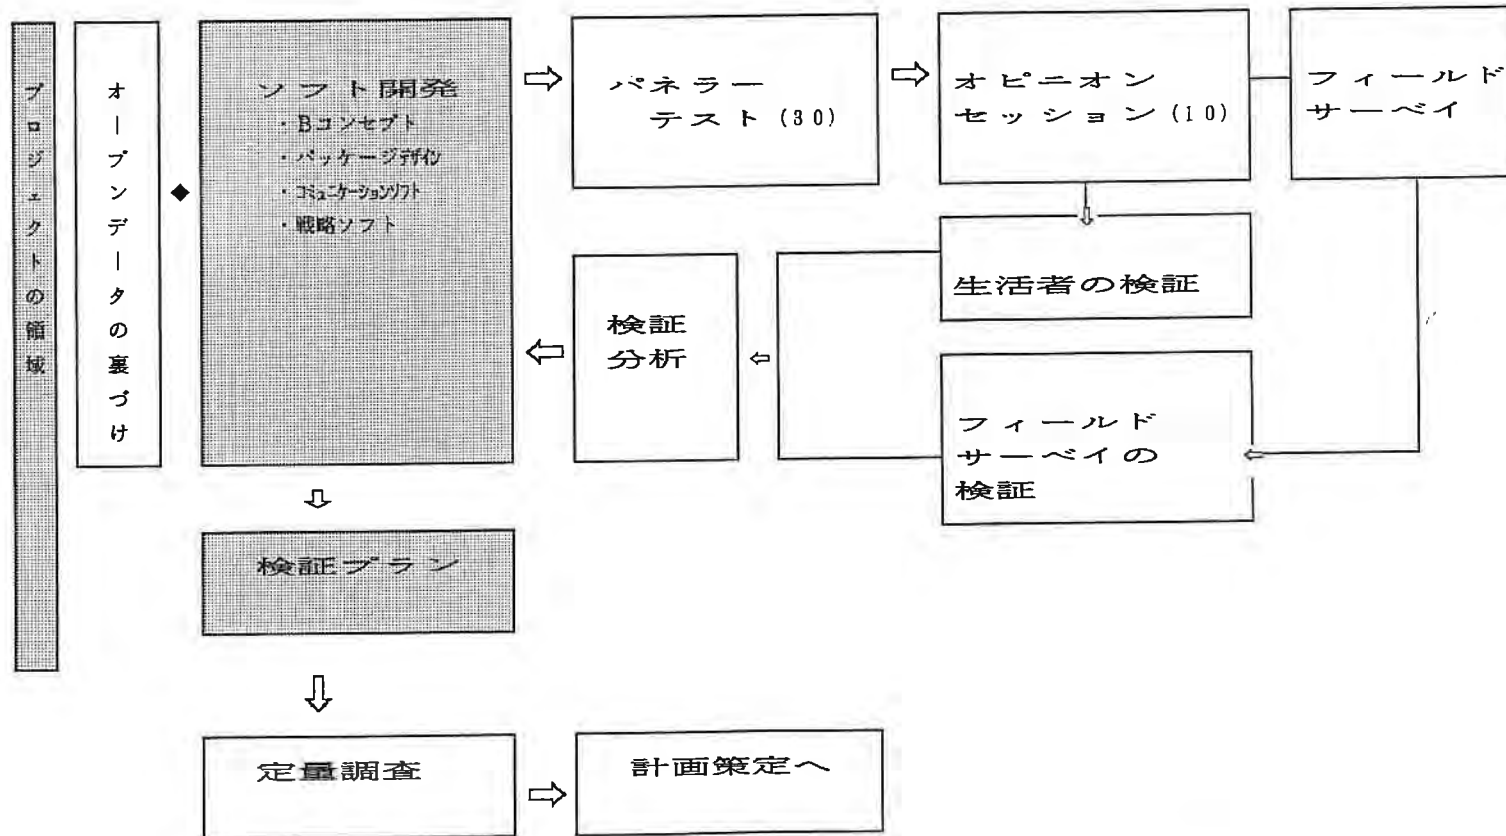 プロジェクトの領域
オープンデータの裏づけ
◆
ソフト開発
・Bコンセプト
・パッケージデザイン
・コミュニケーションソフト
・戦略ソフト
パネラー
テスト(30)
オピニオン
セッション(10)
フィールド
サーベイ
生活者の検証
検証
分析
フィールド
サーベイの
検証
検証プラン
定量調査
計画策定へ